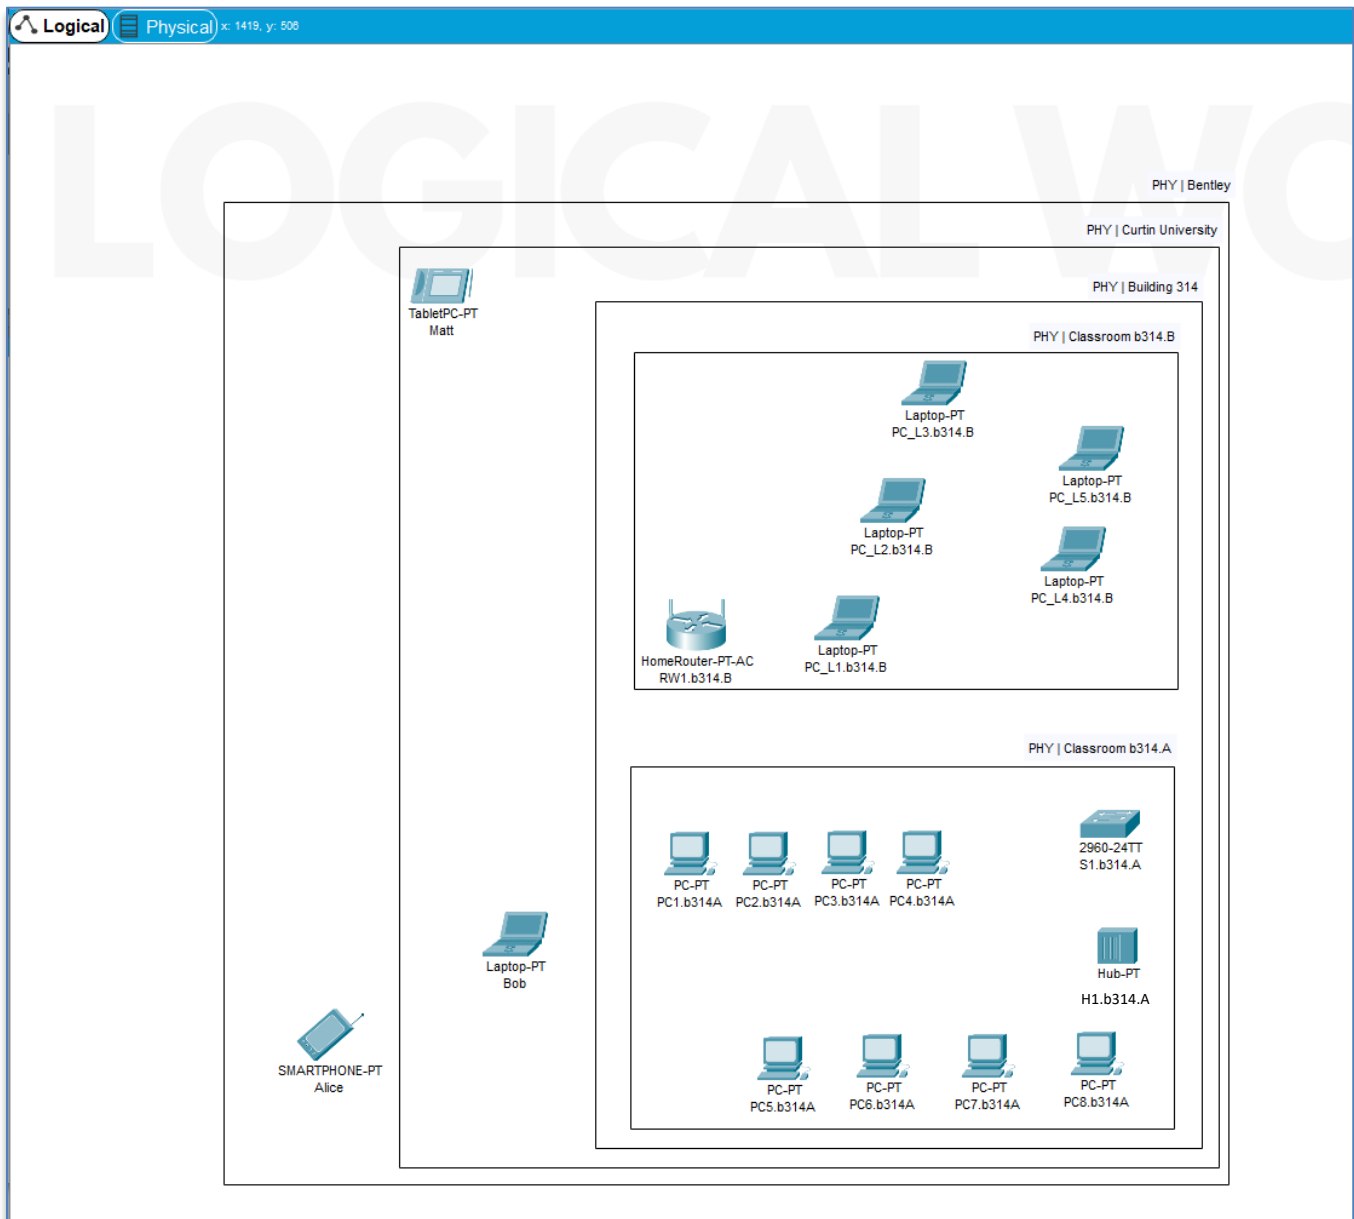 Logical Physical x: 1419, y: 506
LOGICAL WO
PHY | Bentley
PHY | Curtin University
PHY | Building 314
TabletPC-PT
Matt
PHY | Classroom b314.B
Laptop-PT
PC_L3.b314.B
Laptop-PT
PC_L5.b314.B
Laptop-PT
PC_L2.b314.B
Laptop-PT
PC_L4.b314.B
HomeRouter-PT-AC
RW1.b314.B
Laptop-PT
PC_L1.b314.B
PHY | Classroom b314.A
2960-24TT
S1.b314.A
PC-PT PC-PT PC-PT PC-PT
PC1.b314A PC2.b314A PC3.b314A PC4.b314A
Laptop-PT
Bob
Hub-PT
H1.b314.A
SMARTPHONE-PT
Alice
PC-PT PC-PT PC-PT PC-PT
PC5.b314A PC6.b314A PC7.b314A PC8.b314A